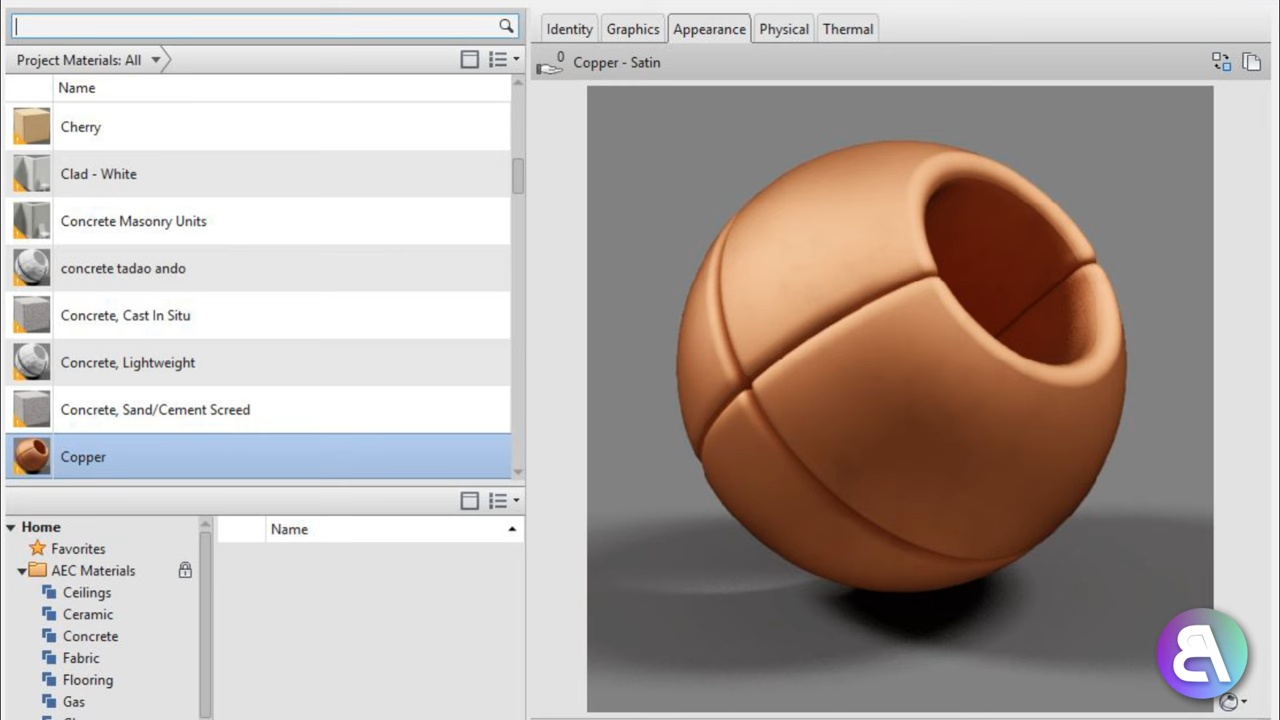 Identity Graphics Appearance Physical Thermal
Project Materials: All
0
Copper - Satin
Name
Cherry
Clad - White
Concrete Masonry Units
concrete tadao ando
Concrete, Cast In Situ
Concrete, Lightweight
Concrete, Sand/Cement Screed
Copper
Home
Name
Favorites
AEC Materials
Ceilings
Ceramic
Concrete
Fabric
Flooring
Gas